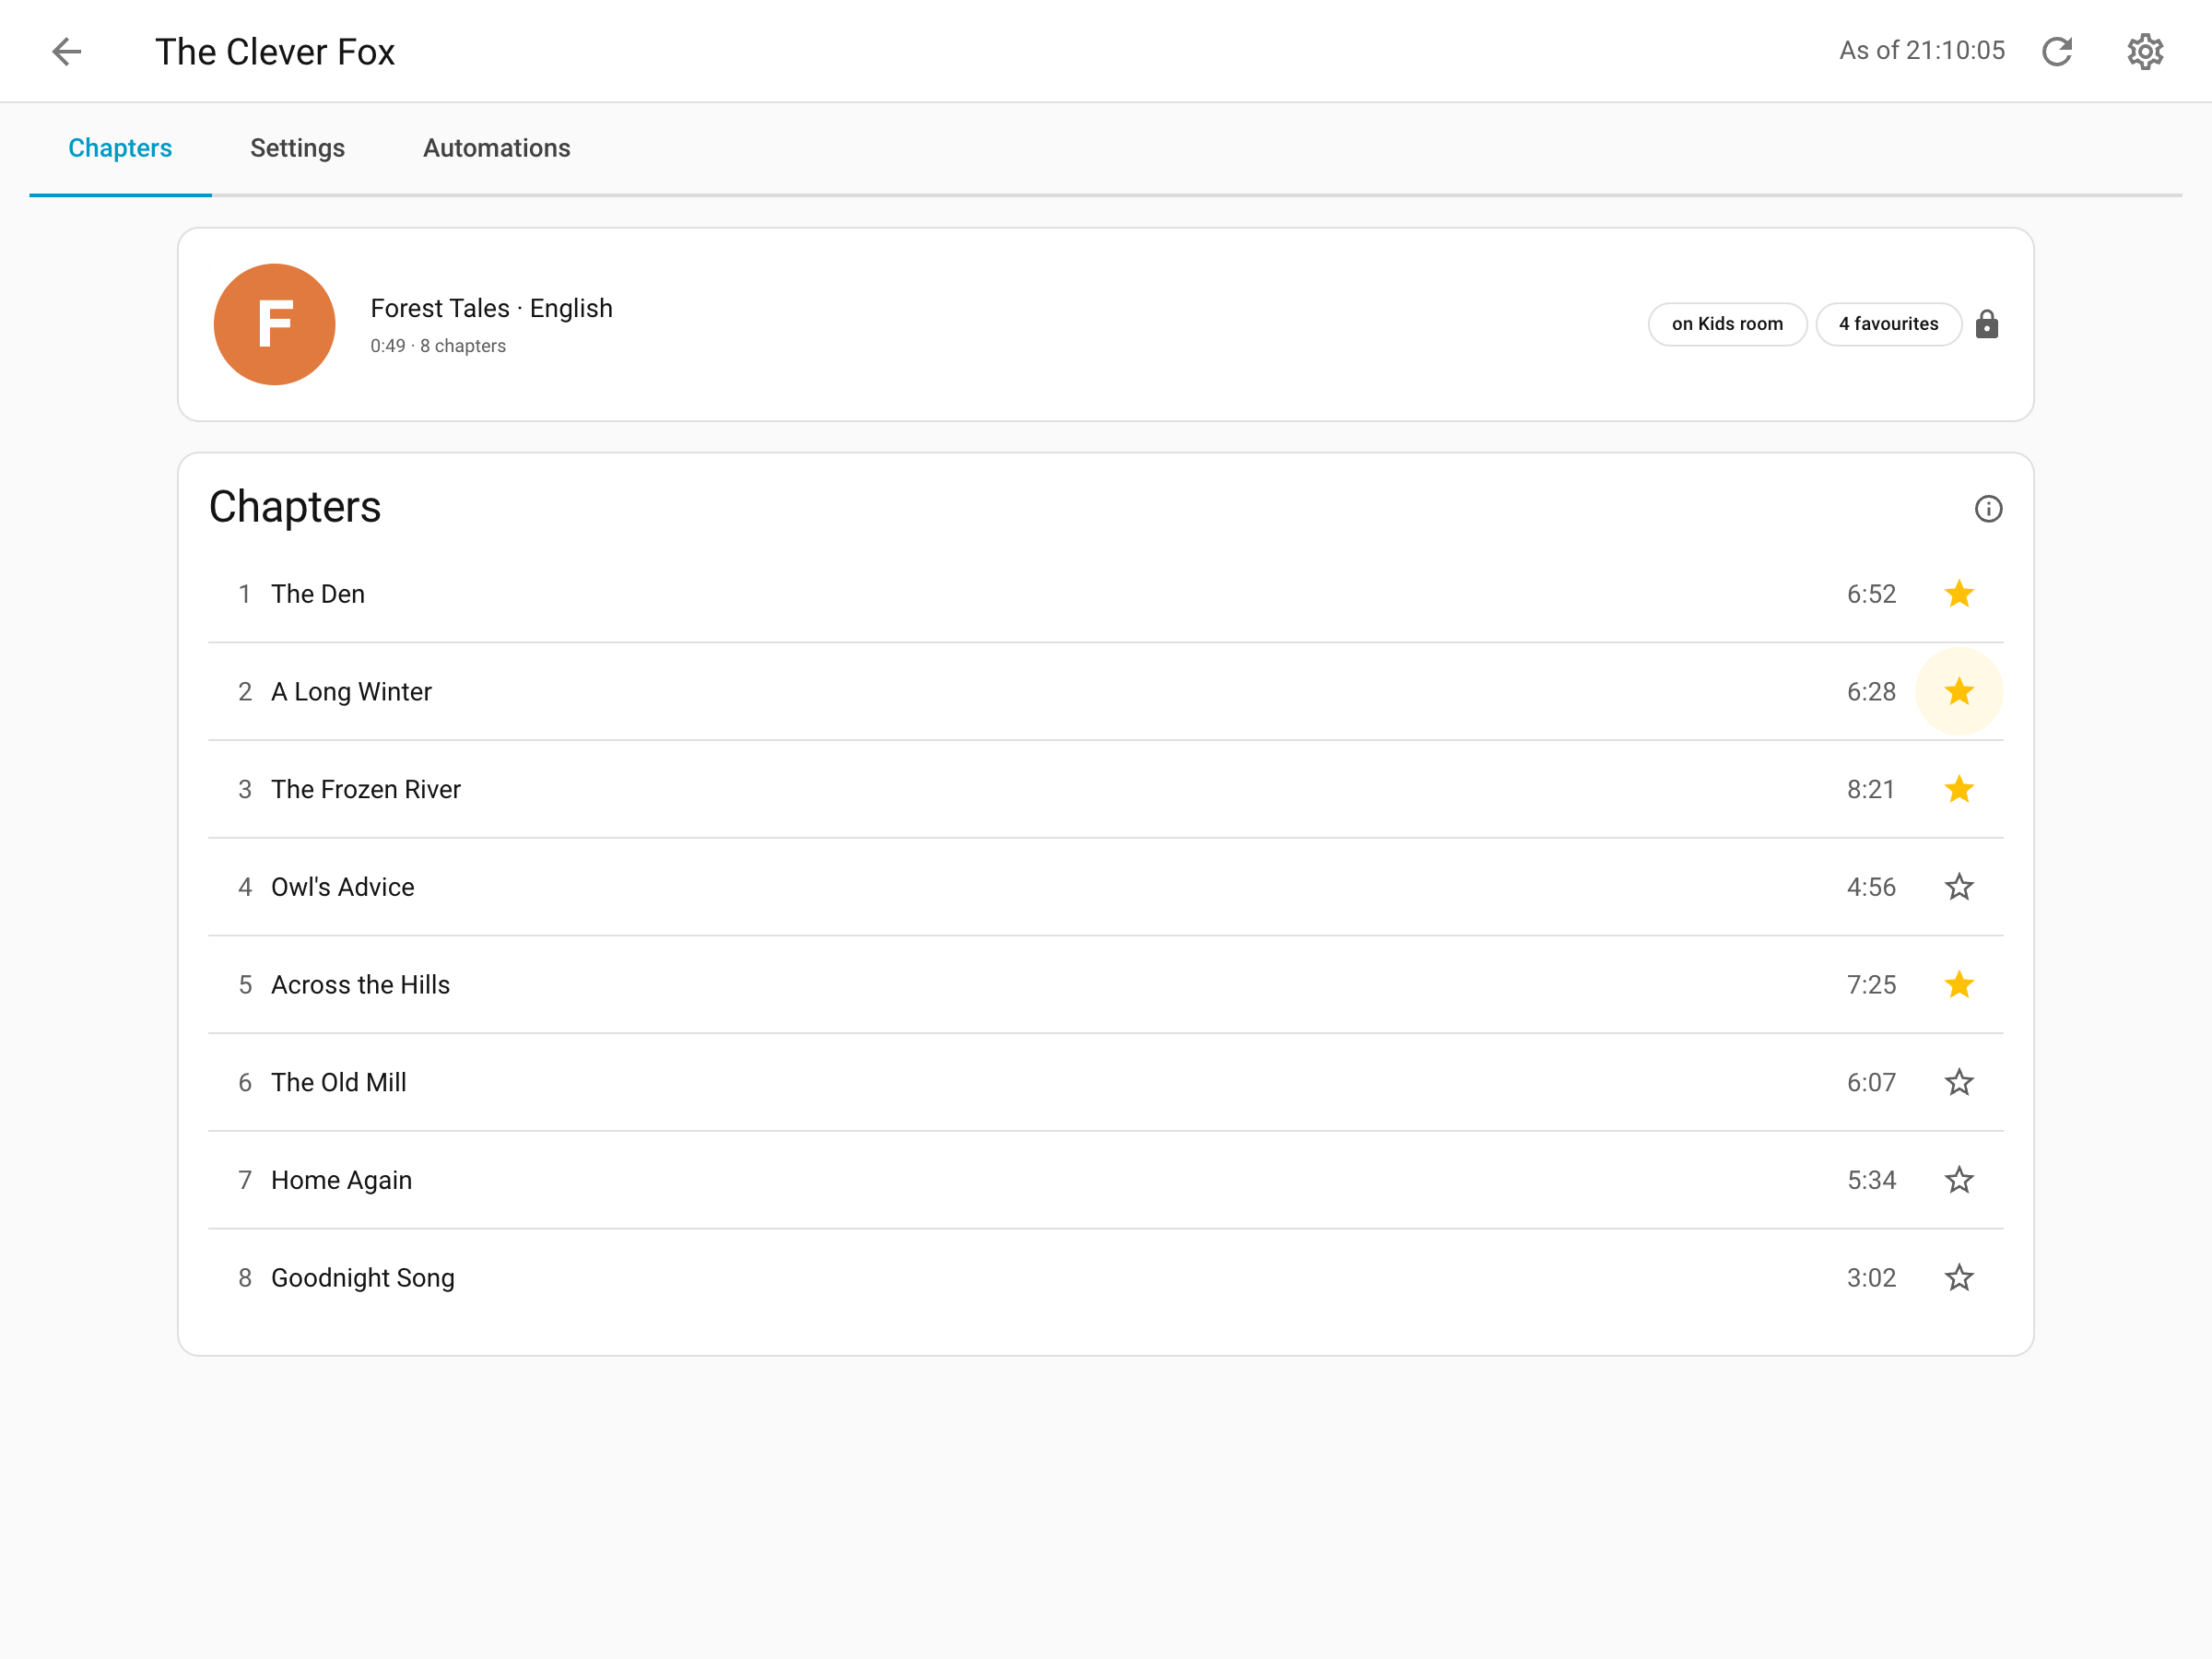 The Clever Fox
As of 21:10:05
Chapters
Settings
Automations
F
Forest Tales · English
0:49 · 8 chapters
on Kids room
4 favourites
Chapters
1 The Den 6:52
2 A Long Winter 6:28
3 The Frozen River 8:21
4 Owl's Advice 4:56
5 Across the Hills 7:25
6 The Old Mill 6:07
7 Home Again 5:34
8 Goodnight Song 3:02